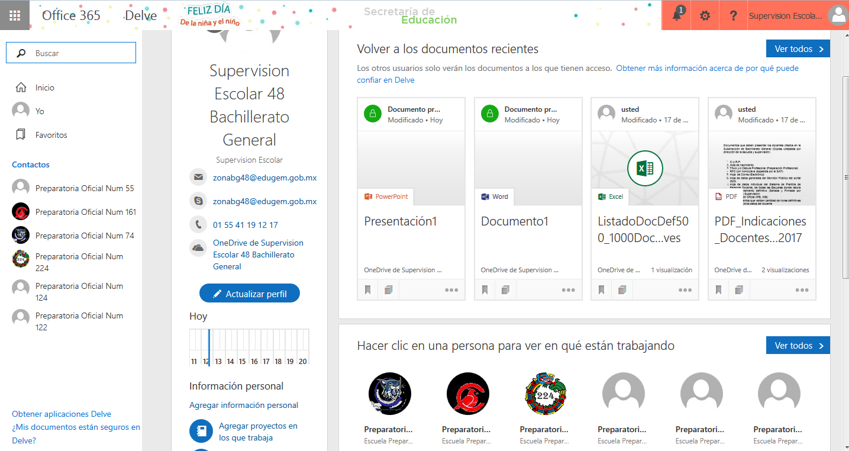 Office 365
Delve
FELIZ DÍA
De la niña y el niño
Secretaría de
Educación
1
?
Supervision Escola...
Buscar
Inicio
Yo
Favoritos
Contactos
Preparatoria Oficial Num 55
Preparatoria Oficial Num 161
Preparatoria Oficial Num 74
Preparatoria Oficial Num
224
Preparatoria Oficial Num
124
Preparatoria Oficial Num
122
Obtener aplicaciones Delve
¿Mis documentos están seguros en
Delve?
Supervision
Escolar 48
Bachillerato
General
Supervision Escolar
zonabg48@edugem.gob.mx
zonabg48@edugem.gob.mx
01 55 41 19 12 17
OneDrive de Supervision
Escolar 48 Bachillerato
General
Actualizar perfil
Hoy
11 12 13 14 15 16 17 18 19 20
Información personal
Agregar información personal
Agregar proyectos en
los que trabaja
Volver a los documentos recientes
Ver todos
Los otros usuarios solo verán los documentos a los que tienen acceso. Obtener más información acerca de por qué puede
confiar en Delve
Documento pr...
Modificado • Hoy
PowerPoint
Presentación1
OneDrive de Supervision ...
Documento pr...
Modificado • Hoy
Word
Documento1
OneDrive de Supervision ...
usted
Modificado • 17 de ...
Excel
ListadoDocDef50
0_1000Doc...ves
OneDrive de ...
1 visualización
usted
Modificado • 17 de ...
PDF
PDF_Indicaciones
_Docentes...2017
OneDrive d...
2 visualizaciones
Hacer clic en una persona para ver en qué están trabajando
Ver todos
224
Preparatori...
Escuela Prepar...
Preparatori...
Escuela Prepar...
Preparatori...
Escuela Prepar...
Preparatori...
Escuela Prepar...
Preparatori...
Escuela Prepar...
Preparatori...
Escuela Prepar...